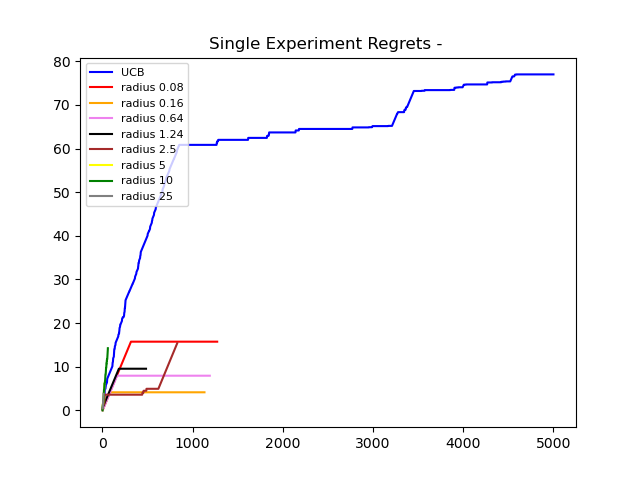 Single Experiment Regrets -
80
70
60
50
40
30
20
10
0
UCB
radius 0.08
radius 0.16
radius 0.64
radius 1.24
radius 2.5
radius 5
radius 10
radius 25
0 1000 2000 3000 4000 5000